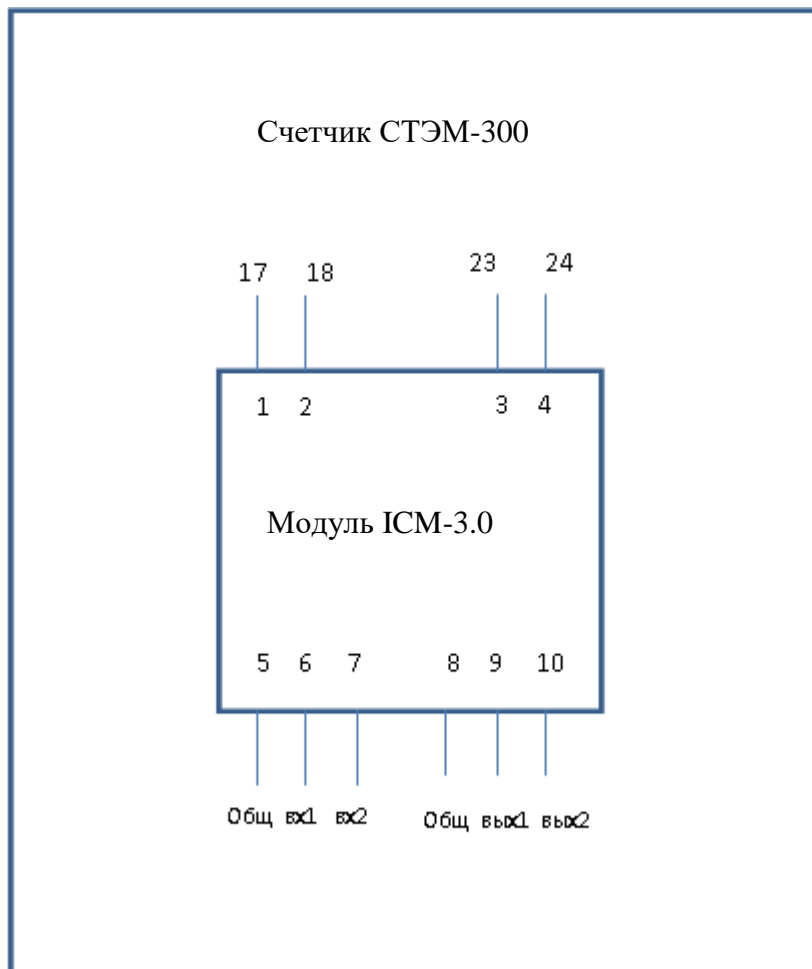 Счетчик СТЭМ-300
17 18 23 24
1 2 3 4
Модуль ICM-3.0
5 6 7 8 9 10
Общ вх1 вх2 Общ вых1 вых2